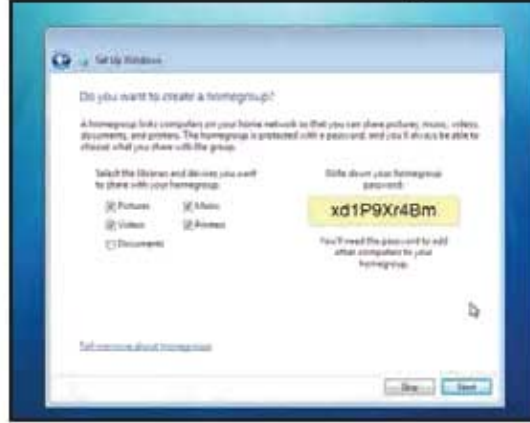 Set Up Windows
Do you want to create a homegroup?
A homegroup links computers on your home network so that you can share pictures, music, videos,
documents, and printers. The homegroup is protected with a password, and you'll always be able to
choose what you share with the group.
Select the libraries and devices you want
to share with your homegroup:
Pictures
Music
Videos
Printers
Documents
Write down your homegroup
password:
xd1P9Xr4Bm
You'll need the password to add
other computers to your
homegroup.
Tell me more about homegroups
Skip
Next